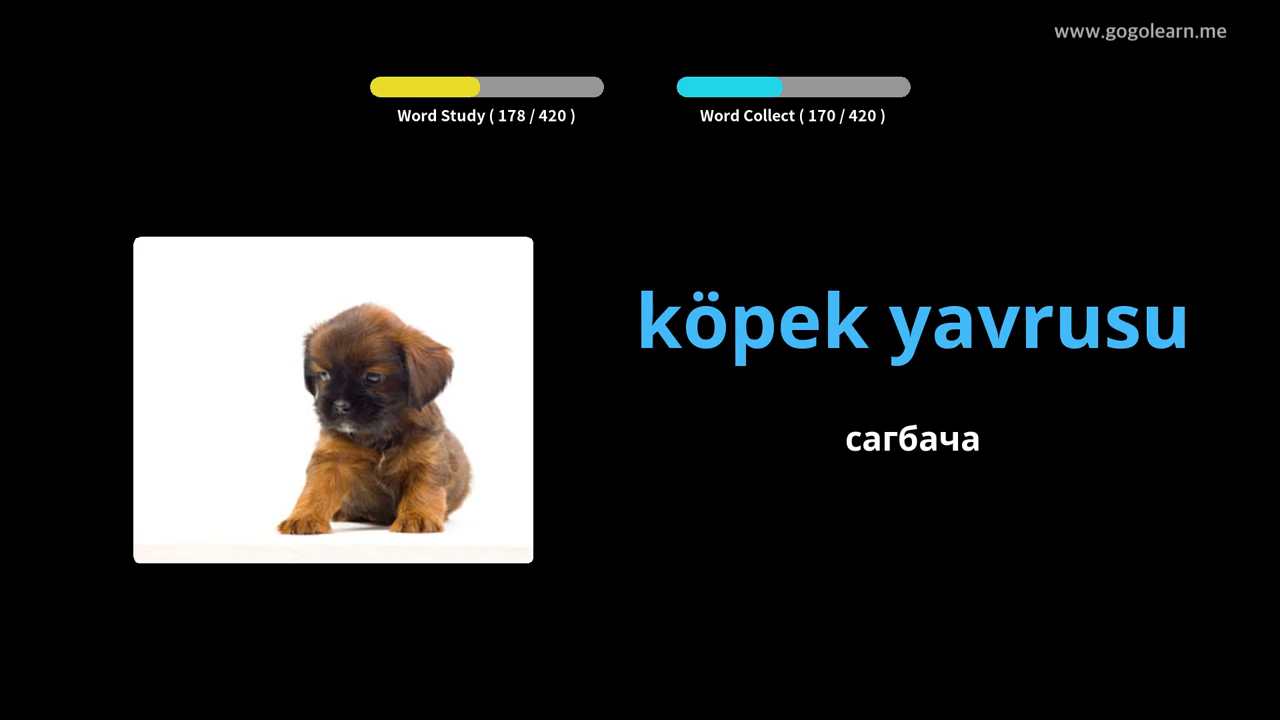 www.gogolearn.me
Word Study ( 178 / 420 )
Word Collect ( 170 / 420 )
köpek yavrusu
сагбача